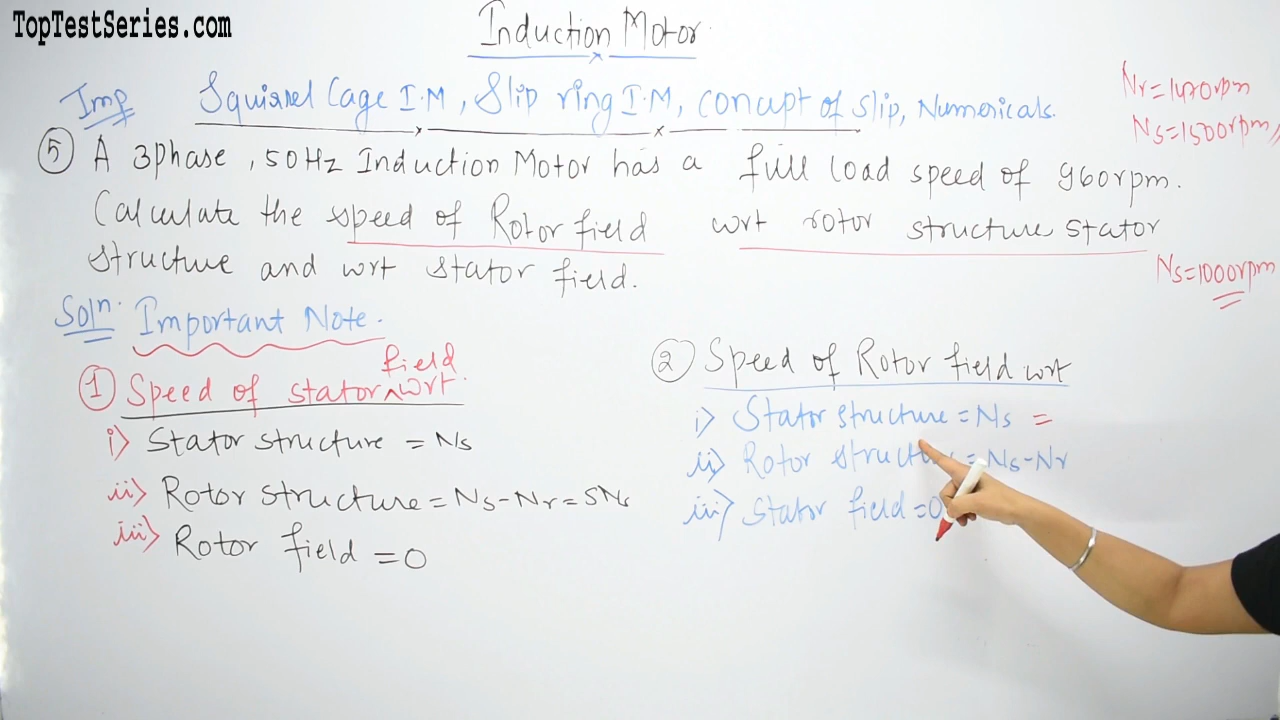 TopTestSeries.com
Induction Motor
Imp Squirrel Cage I.M, Slip ring I.M, concept of slip, Numericals.
Nr=1470rpm
Ns=1500rpm
⑤ A 3phase, 50Hz Induction Motor has a full load speed of 960rpm.
Calculate the speed of Rotor field wrt rotor structure stator
structure and wrt stator field.
Ns=1000rpm
Soln. Important Note.
① Speed of stator field wrt.
i) Stator structure = Ns
ii) Rotor structure = Ns-Nr = SNs
iii) Rotor field = 0
② Speed of Rotor field wrt
i) Stator structure = Ns =
ii) Rotor structure = Ns-Nr
iii) Stator field = 0